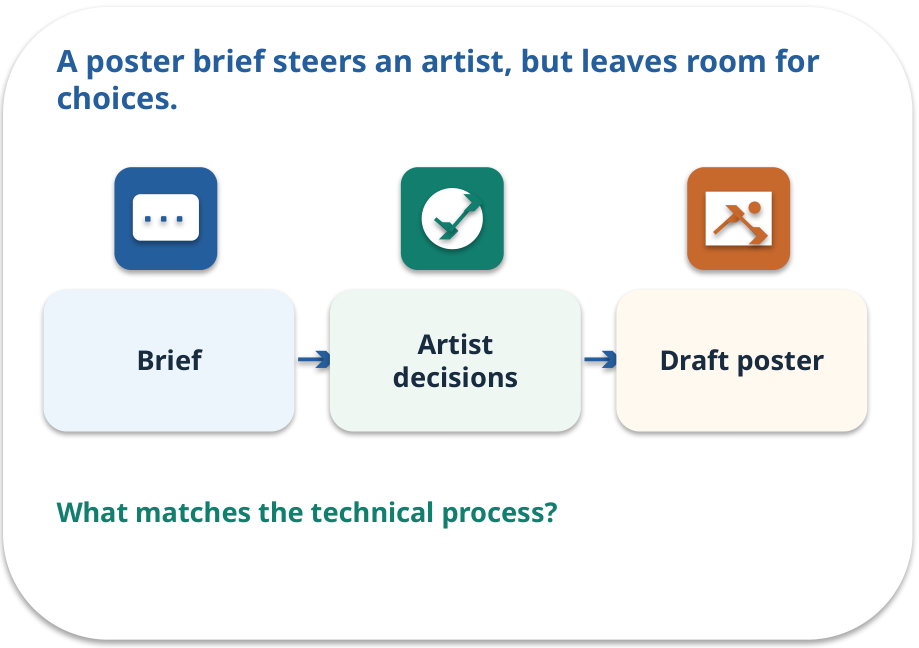 A poster brief steers an artist, but leaves room for
choices.
Brief
Artist
decisions
Draft poster
What matches the technical process?